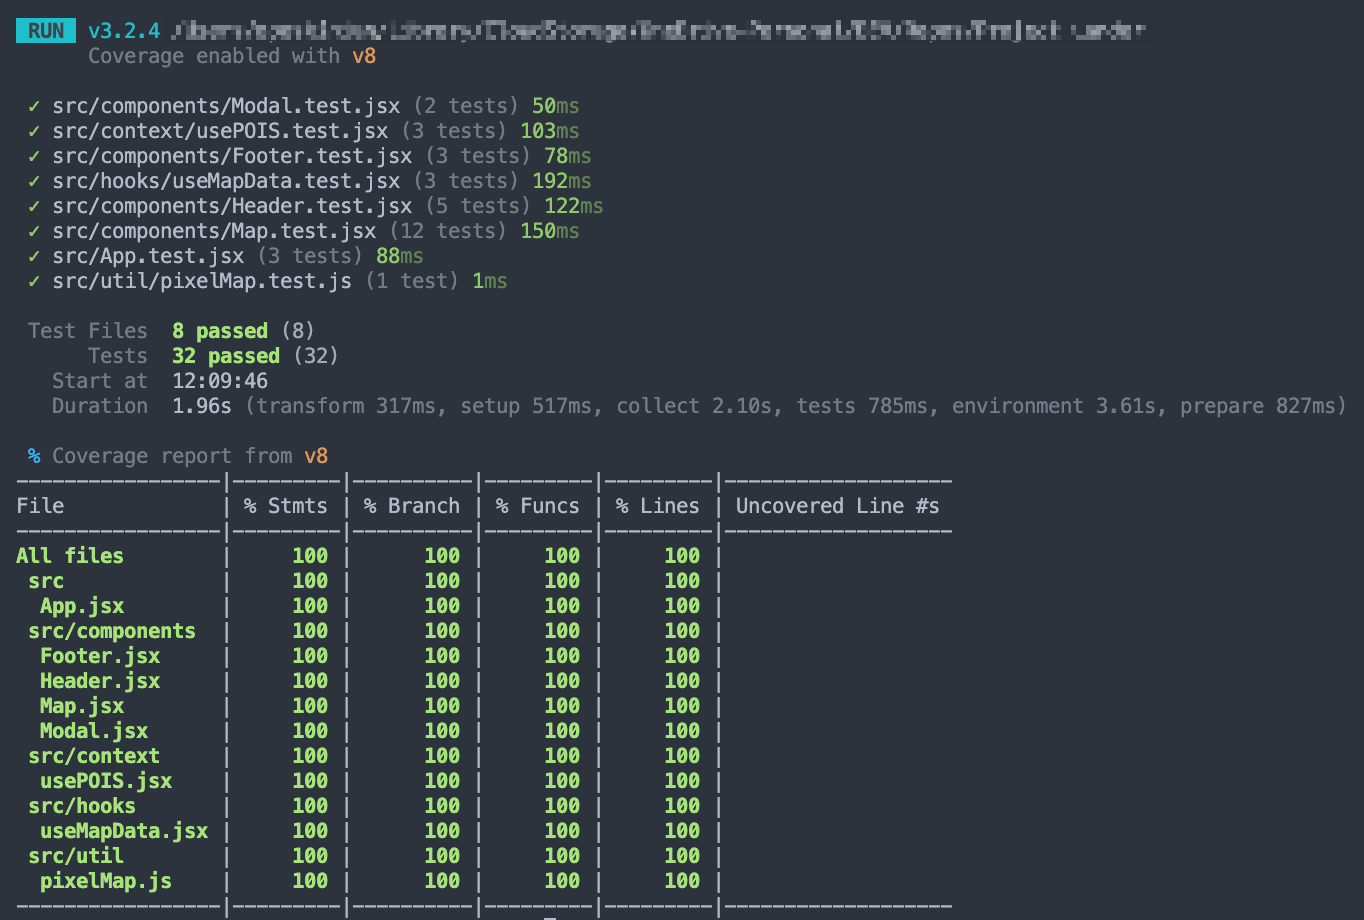 RUN v3.2.4
Coverage enabled with v8
✓ src/components/Modal.test.jsx (2 tests) 50ms
✓ src/context/usePOIS.test.jsx (3 tests) 103ms
✓ src/components/Footer.test.jsx (3 tests) 78ms
✓ src/hooks/useMapData.test.jsx (3 tests) 192ms
✓ src/components/Header.test.jsx (5 tests) 122ms
✓ src/components/Map.test.jsx (12 tests) 150ms
✓ src/App.test.jsx (3 tests) 88ms
✓ src/util/pixelMap.test.js (1 test) 1ms
Test Files 8 passed (8)
Tests 32 passed (32)
Start at 12:09:46
Duration 1.96s (transform 317ms, setup 517ms, collect 2.10s, tests 785ms, environment 3.61s, prepare 827ms)
% Coverage report from v8
File | % Stmts | % Branch | % Funcs | % Lines | Uncovered Line #s
All files | 100 | 100 | 100 | 100 |
src | 100 | 100 | 100 | 100 |
App.jsx | 100 | 100 | 100 | 100 |
src/components | 100 | 100 | 100 | 100 |
Footer.jsx | 100 | 100 | 100 | 100 |
Header.jsx | 100 | 100 | 100 | 100 |
Map.jsx | 100 | 100 | 100 | 100 |
Modal.jsx | 100 | 100 | 100 | 100 |
src/context | 100 | 100 | 100 | 100 |
usePOIS.jsx | 100 | 100 | 100 | 100 |
src/hooks | 100 | 100 | 100 | 100 |
useMapData.jsx | 100 | 100 | 100 | 100 |
src/util | 100 | 100 | 100 | 100 |
pixelMap.js | 100 | 100 | 100 | 100 |